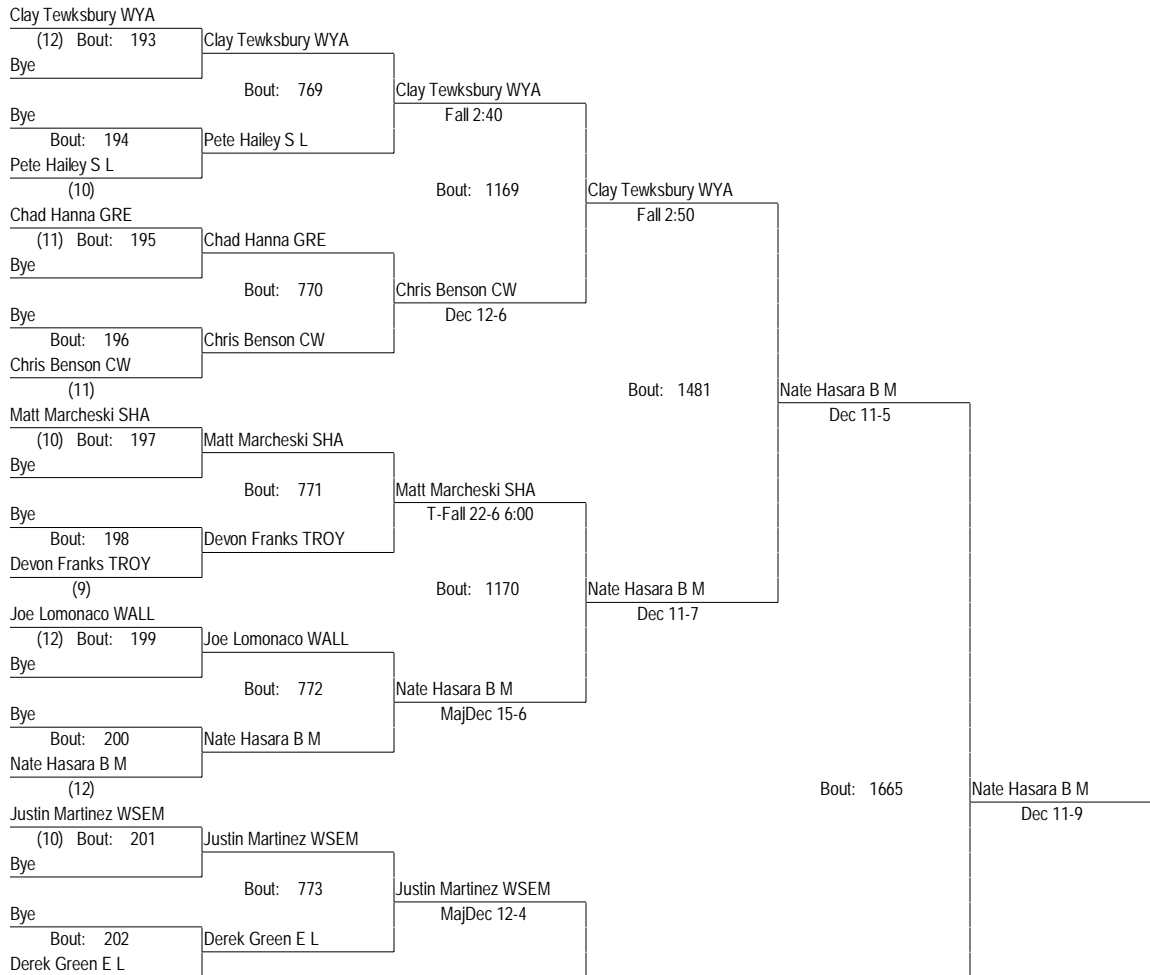 Clay Tewksbury WYA
(12) Bout: 193 Clay Tewksbury WYA
Bye
Bout: 769 Clay Tewksbury WYA
Bye Fall 2:40
Bout: 194 Pete Hailey S L
Pete Hailey S L
(10) Bout: 1169 Clay Tewksbury WYA
Chad Hanna GRE Fall 2:50
(11) Bout: 195 Chad Hanna GRE
Bye
Bout: 770 Chris Benson CW
Bye Dec 12-6
Bout: 196 Chris Benson CW
Chris Benson CW
(11) Bout: 1481 Nate Hasara B M
Matt Marcheski SHA Dec 11-5
(10) Bout: 197 Matt Marcheski SHA
Bye
Bout: 771 Matt Marcheski SHA
Bye T-Fall 22-6 6:00
Bout: 198 Devon Franks TROY
Devon Franks TROY
(9) Bout: 1170 Nate Hasara B M
Joe Lomonaco WALL Dec 11-7
(12) Bout: 199 Joe Lomonaco WALL
Bye
Bout: 772 Nate Hasara B M
Bye MajDec 15-6
Bout: 200 Nate Hasara B M
Nate Hasara B M
(12) Bout: 1665 Nate Hasara B M
Justin Martinez WSEM Dec 11-9
(10) Bout: 201 Justin Martinez WSEM
Bye
Bout: 773 Justin Martinez WSEM
Bye MajDec 12-4
Bout: 202 Derek Green E L
Derek Green E L